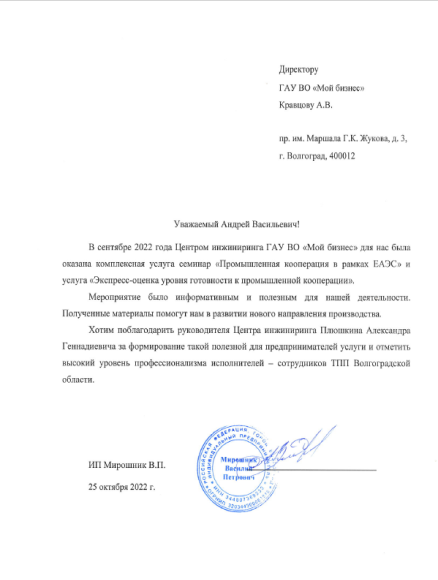 Директору
ГАУ ВО «Мой бизнес»
Кравцову А.В.
пр. им. Маршала Г.К. Жукова, д. 3,
г. Волгоград, 400012
Уважаемый Андрей Васильевич!
В сентябре 2022 года Центром инжиниринга ГАУ ВО «Мой бизнес» для нас была
оказана комплексная услуга семинар «Промышленная кооперация в рамках ЕАЭС» и
услуга «Экспресс-оценка уровня готовности к промышленной кооперации».
Мероприятие было информативным и полезным для нашей деятельности.
Полученные материалы помогут нам в развитии нового направления производства.
Хотим поблагодарить руководителя Центра инжиниринга Плюшкина Александра
Геннадиевича за формирование такой полезной для предпринимателей услуги и отметить
высокий уровень профессионализма исполнителей – сотрудников ТПП Волгоградской
области.
РОССИЙСКАЯ ФЕДЕРАЦИЯ
ИНДИВИДУАЛЬНЫЙ ПРЕДПРИНИМАТЕЛЬ
Мирошник
Василий
Петрович
ИП Мирошник В.П.
25 октября 2022 г.